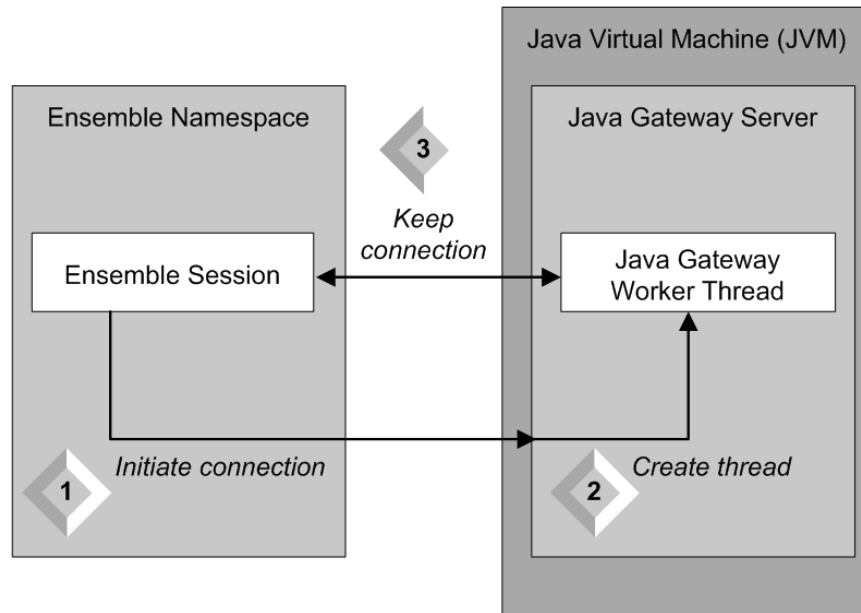 Java Virtual Machine (JVM)
Ensemble Namespace
Java Gateway Server
3
Keep
connection
Ensemble Session
Java Gateway
Worker Thread
1
Initiate connection
2
Create thread